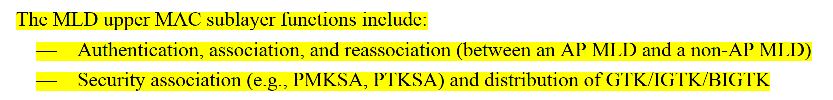 The MLD upper MAC sublayer functions include:
— Authentication, association, and reassociation (between an AP MLD and a non-AP MLD)
— Security association (e.g., PMKSA, PTKSA) and distribution of GTK/IGTK/BIGTK